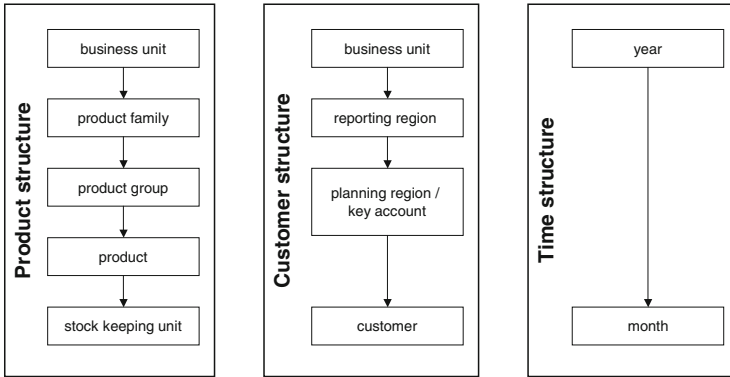 Product structure
business unit
product family
product group
product
stock keeping unit
Customer structure
business unit
reporting region
planning region /
key account
customer
Time structure
year
month